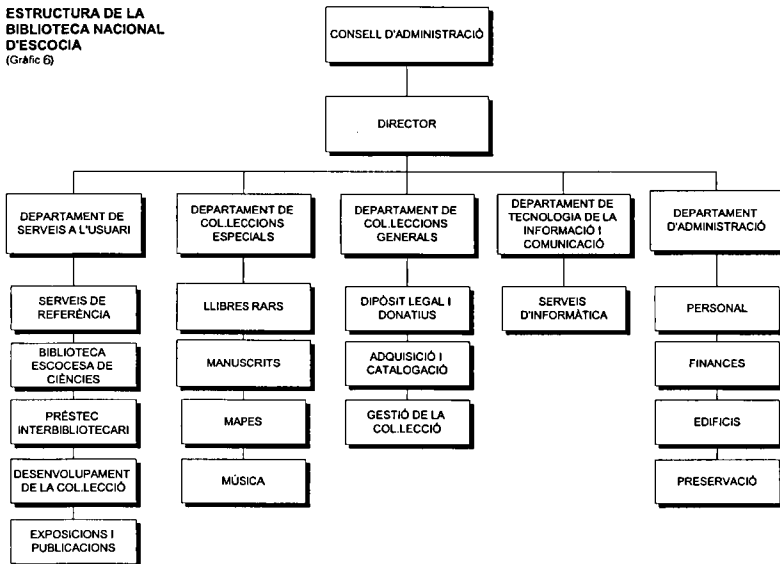 ESTRUCTURA DE LA
BIBLIOTECA NACIONAL
D'ESCOCIA
(Gràfic 6)
CONSELL D'ADMINISTRACIÓ
DIRECTOR
DEPARTAMENT DE
SERVEIS A L'USUARI
DEPARTAMENT DE
COL.LECCIONS
ESPECIALS
DEPARTAMENT DE
COL.LECCIONS
GENERALS
DEPARTAMENT DE
TECNOLOGIA DE LA
INFORMACIÓ I
COMUNICACIÓ
DEPARTAMENT
D'ADMINISTRACIÓ
SERVEIS DE
REFERÈNCIA
BIBLIOTECA
ESCOCESA DE
CIÈNCIES
PRÉSTEC
INTERBIBLIOTECARI
DESENVOLUPAMENT
DE LA COL.LECCIÓ
EXPOSICIONS I
PUBLICACIONS
LLIBRES RARS
MANUSCRITS
MAPES
MÚSICA
DIPÒSIT LEGAL I
DONATIUS
ADQUISICIÓ I
CATALOGACIÓ
GESTIÓ DE LA
COL.LECCIÓ
SERVEIS
D'INFORMÀTICA
PERSONAL
FINANCES
EDIFICIS
PRESERVACIÓ